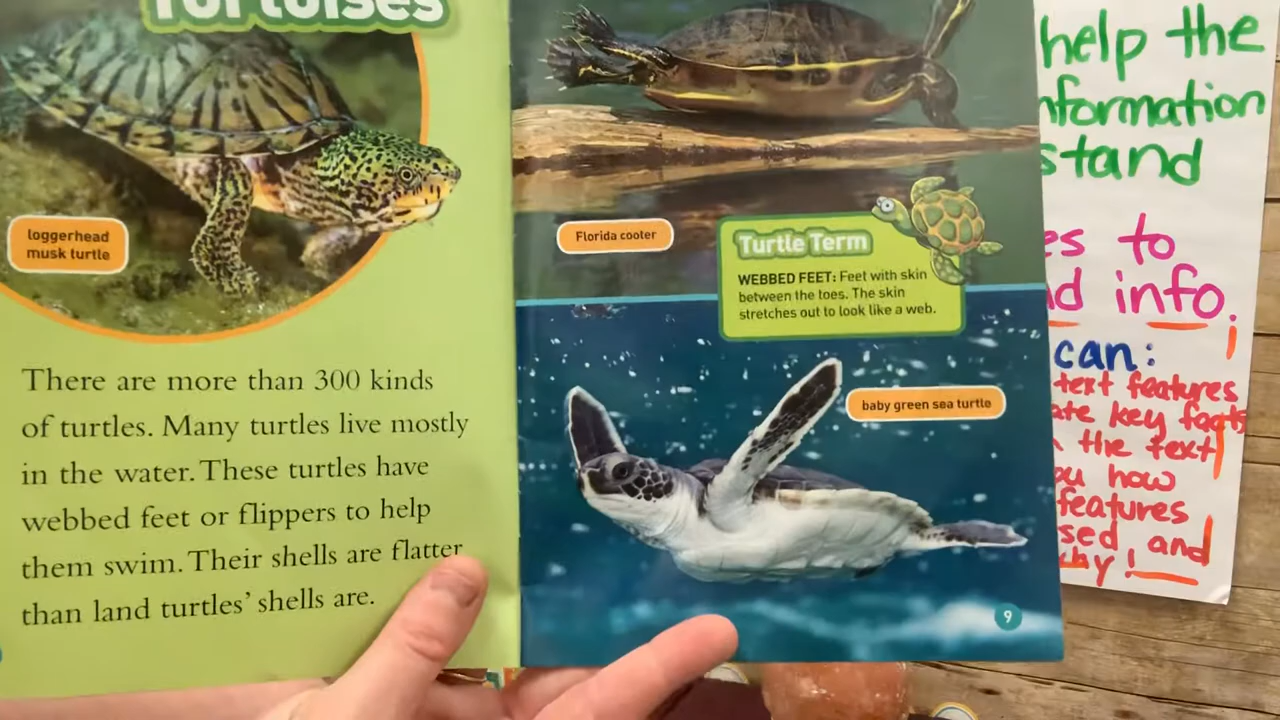 Tortoises
loggerhead
musk turtle
There are more than 300 kinds
of turtles. Many turtles live mostly
in the water. These turtles have
webbed feet or flippers to help
them swim. Their shells are flatter
than land turtles' shells are.
Florida cooter
Turtle Term
WEBBED FEET: Feet with skin
between the toes. The skin
stretches out to look like a web.
baby green sea turtle
9
help the
stand
to
info.
can:
text features
key facts
the text
how
features
and